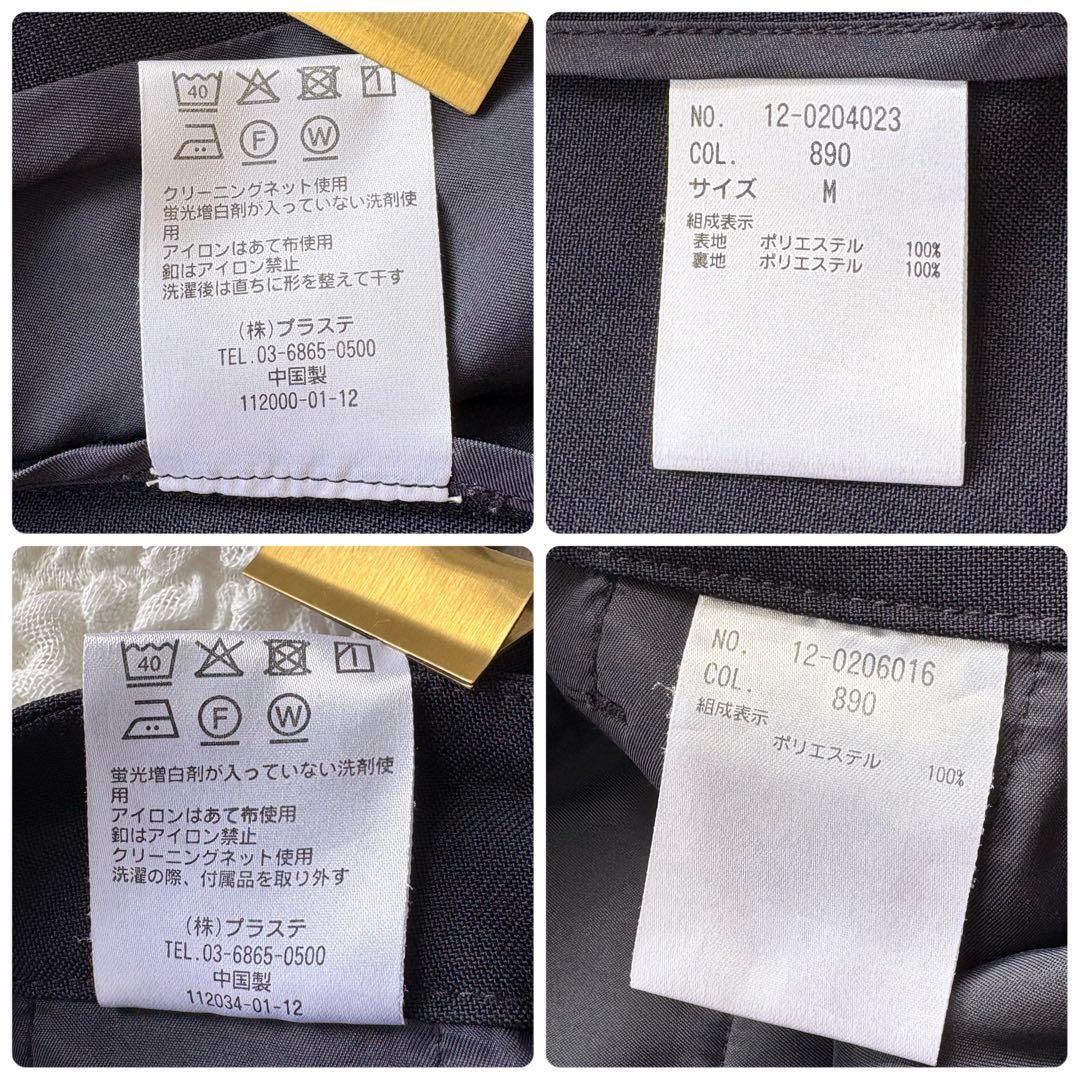 40
クリーニングネット使用
蛍光増白剤が入っていない洗剤使
用
アイロンはあて布使用
釦はアイロン禁止
洗濯後は直ちに形を整えて干す
F W
(株)プラステ
TEL.03-6865-0500
中国製
112000-01-12
NO. 12-0204023
COL. 890
サイズ M
組成表示
表地 ポリエステル 100%
裏地 ポリエステル 100%
40
F W
蛍光増白剤が入っていない洗剤使
用
アイロンはあて布使用
釦はアイロン禁止
クリーニングネット使用
洗濯の際、付属品を取り外す
(株)プラステ
TEL.03-6865-0500
中国製
112034-01-12
NO. 12-0206016
COL. 890
組成表示
ポリエステル 100%